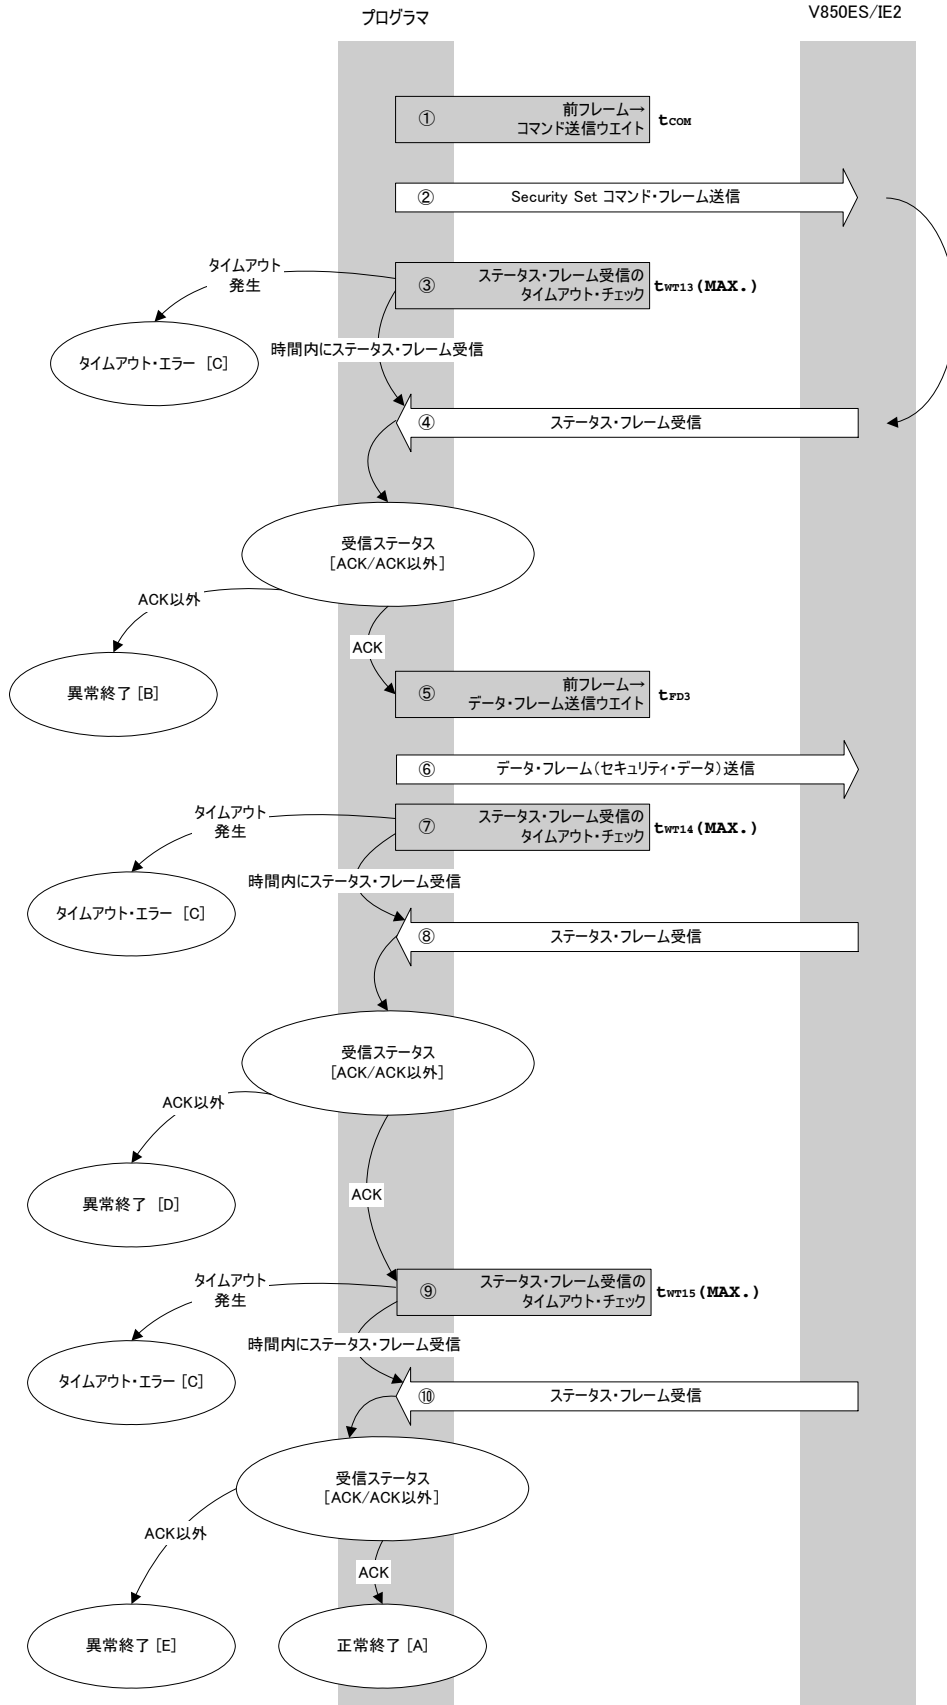 プログラマ
V850ES/IE2
①
前フレーム→
コマンド送信ウエイト
tCOM
②
Security Set コマンド・フレーム送信
タイムアウト
発生
③
ステータス・フレーム受信の
タイムアウト・チェック
tWT13(MAX.)
タイムアウト・エラー [C]
時間内にステータス・フレーム受信
④
ステータス・フレーム受信
受信ステータス
[ACK/ACK以外]
ACK以外
ACK
異常終了 [B]
⑤
前フレーム→
データ・フレーム送信ウエイト
tFD3
⑥
データ・フレーム(セキュリティ・データ)送信
タイムアウト
発生
⑦
ステータス・フレーム受信の
タイムアウト・チェック
tWT14(MAX.)
時間内にステータス・フレーム受信
タイムアウト・エラー [C]
⑧
ステータス・フレーム受信
受信ステータス
[ACK/ACK以外]
ACK以外
異常終了 [D]
ACK
タイムアウト
発生
⑨
ステータス・フレーム受信の
タイムアウト・チェック
tWT15(MAX.)
時間内にステータス・フレーム受信
タイムアウト・エラー [C]
⑩
ステータス・フレーム受信
受信ステータス
[ACK/ACK以外]
ACK以外
ACK
異常終了 [E]
正常終了 [A]